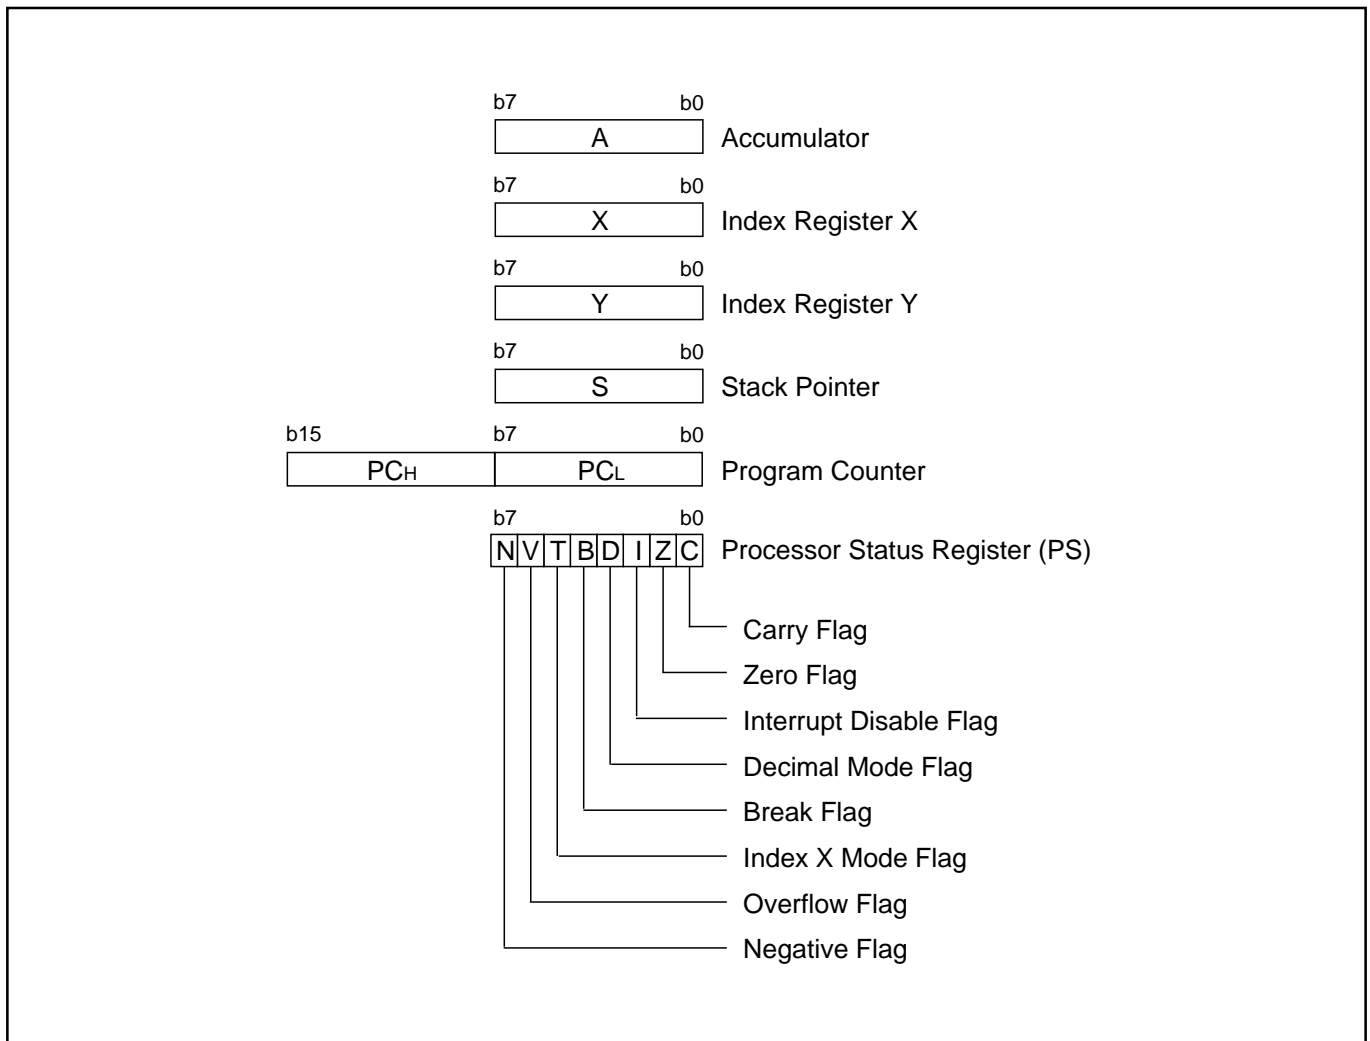 b7 b0
A Accumulator
b7 b0
X Index Register X
b7 b0
Y Index Register Y
b7 b0
S Stack Pointer
b15 b7 b0
PCH PCL Program Counter
b7 b0
N V T B D I Z C Processor Status Register (PS)
Carry Flag
Zero Flag
Interrupt Disable Flag
Decimal Mode Flag
Break Flag
Index X Mode Flag
Overflow Flag
Negative Flag